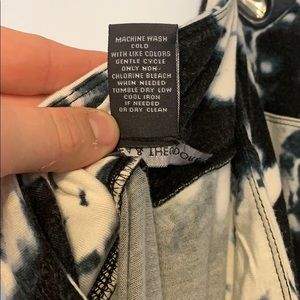 MACHINE WASH
COLD
WITH LIKE COLORS
GENTLE CYCLE
ONLY NON-
CHLORINE BLEACH
WHEN NEEDED
TUMBLE DRY LOW
COOL IRON
IF NEEDED
OR DRY CLEAN
THE